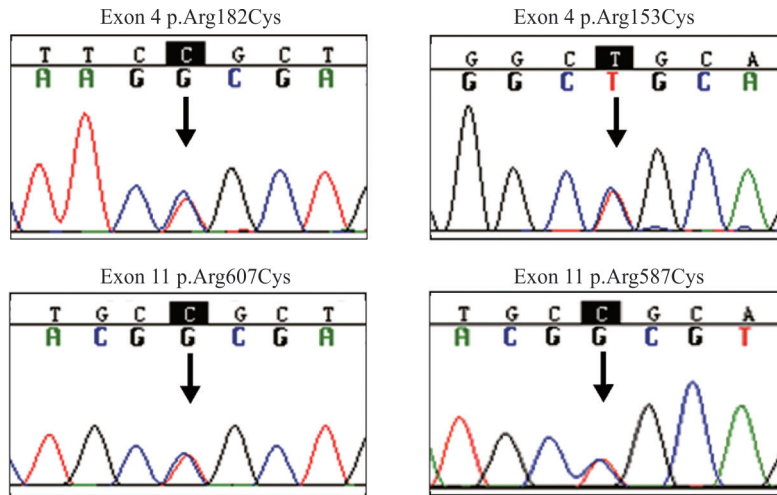 Exon 4 p.Arg182Cys
T T C C G C T
A A G G C G A
Exon 4 p.Arg153Cys
G G C T G C A
G G C T G C A
Exon 11 p.Arg607Cys
T G C C G C T
A C G G C G A
Exon 11 p.Arg587Cys
T G C C G C A
A C G G C G T